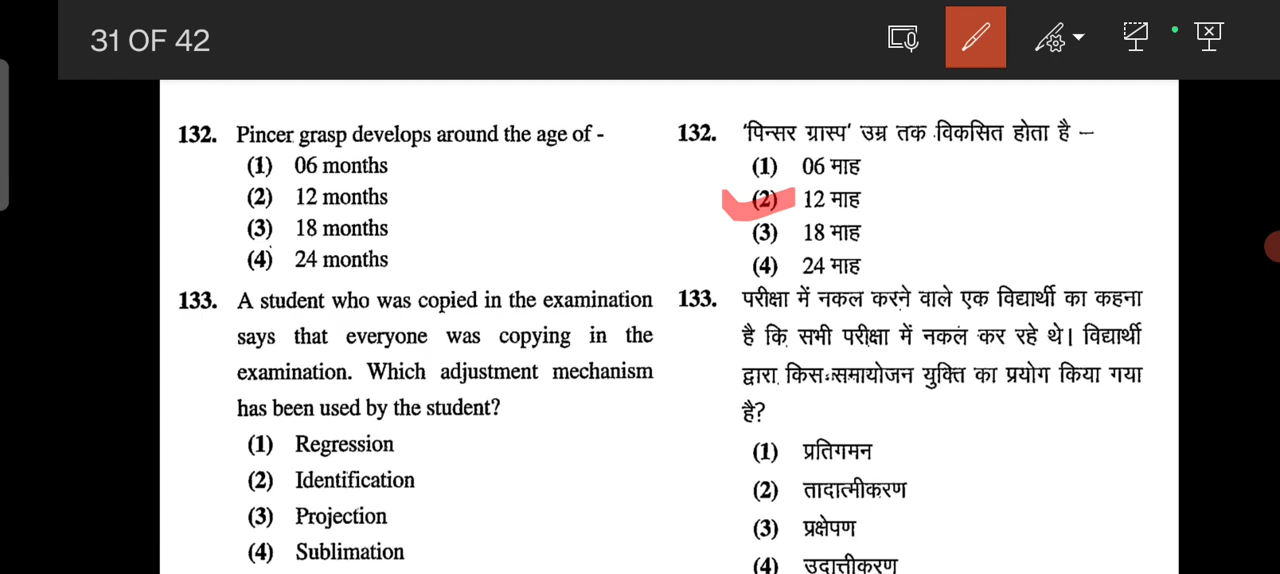 31 OF 42
132. Pincer grasp develops around the age of -
(1) 06 months
(2) 12 months
(3) 18 months
(4) 24 months
133. A student who was copied in the examination
says that everyone was copying in the
examination. Which adjustment mechanism
has been used by the student?
(1) Regression
(2) Identification
(3) Projection
(4) Sublimation
132. 'पिन्सर ग्रास्प' उम्र तक विकसित होता है –
(1) 06 माह
(2) 12 माह
(3) 18 माह
(4) 24 माह
133. परीक्षा में नकल करने वाले एक विद्यार्थी का कहना
है कि सभी परीक्षा में नकल कर रहे थे। विद्यार्थी
द्वारा किस समायोजन युक्ति का प्रयोग किया गया
है?
(1) प्रतिगमन
(2) तादात्मीकरण
(3) प्रक्षेपण
(4) उदात्तीकरण